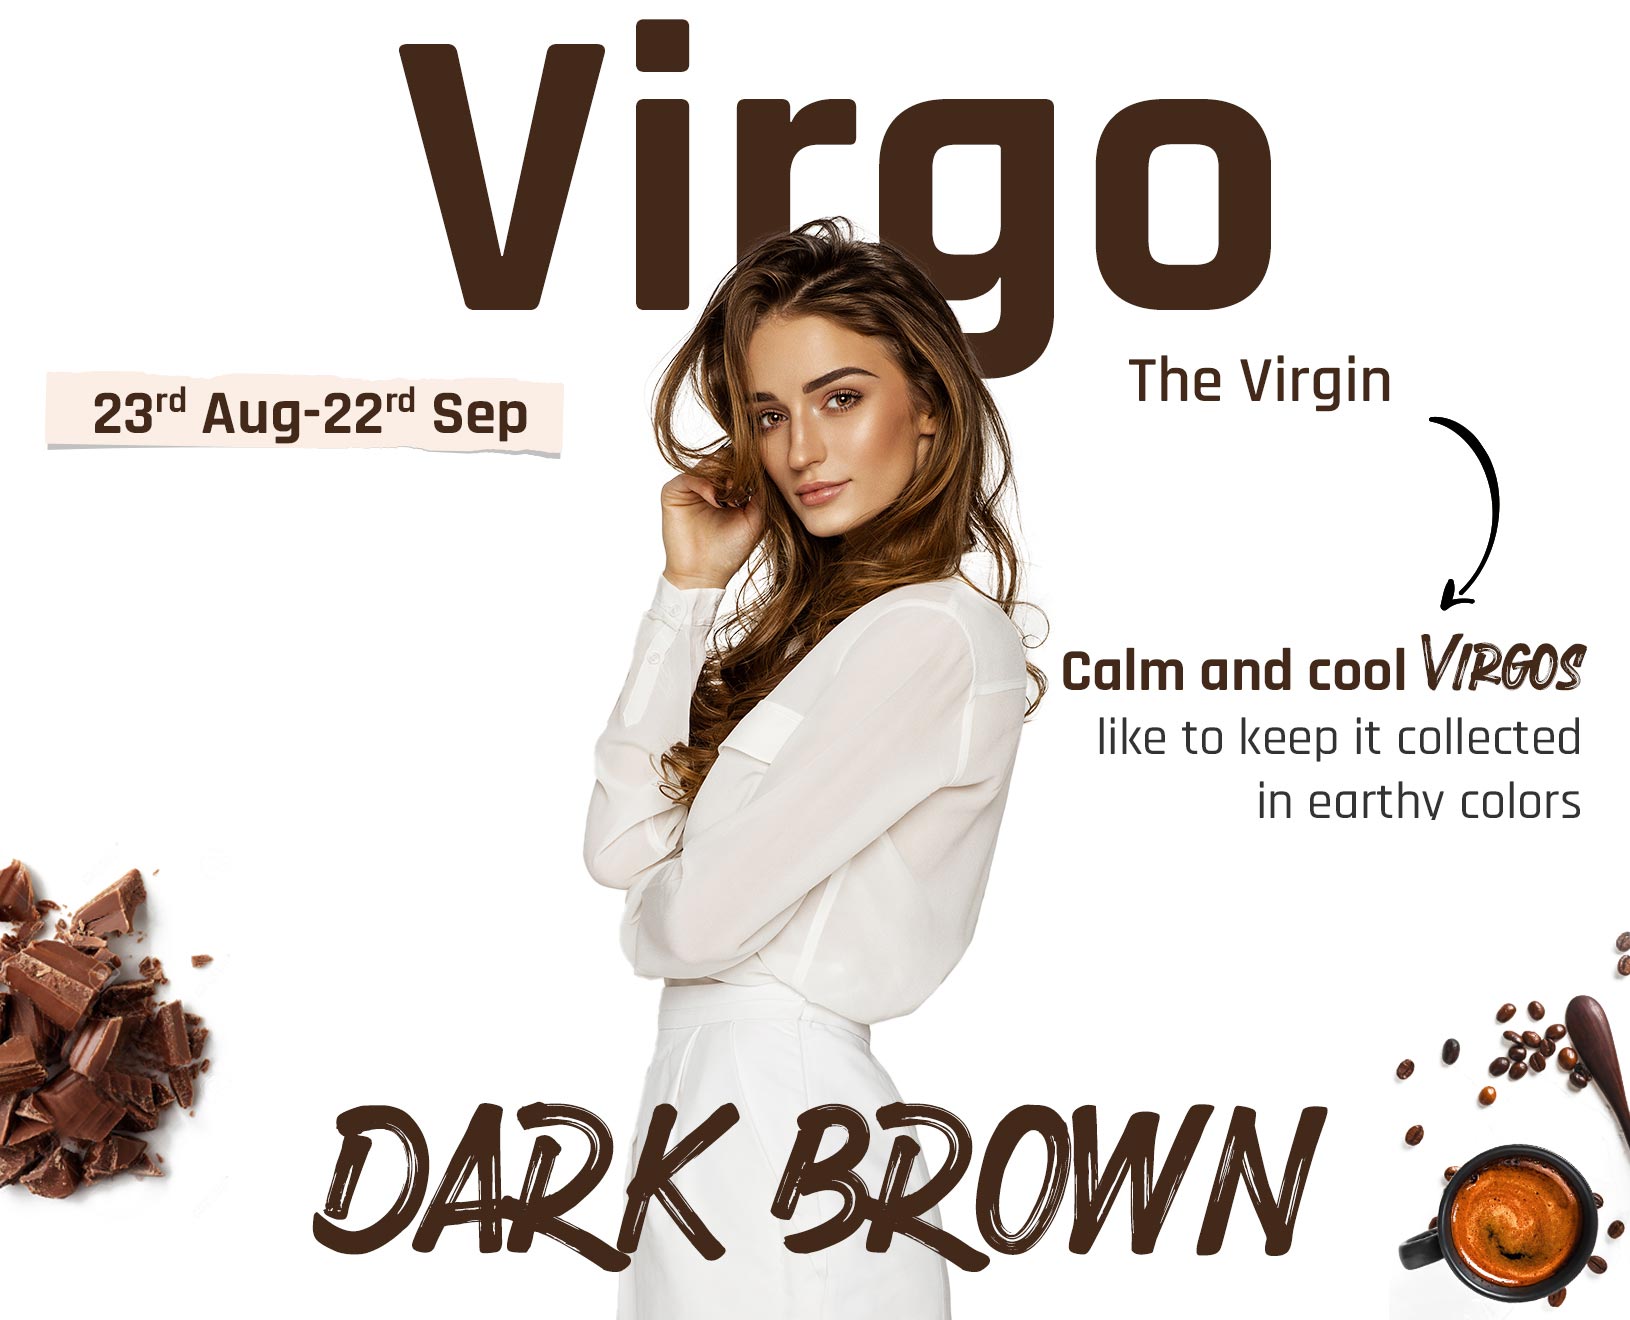 Virgo
23rd Aug-22rd Sep
The Virgin
Calm and cool VIRGOS
like to keep it collected
in earthy colors
DARK BROWN